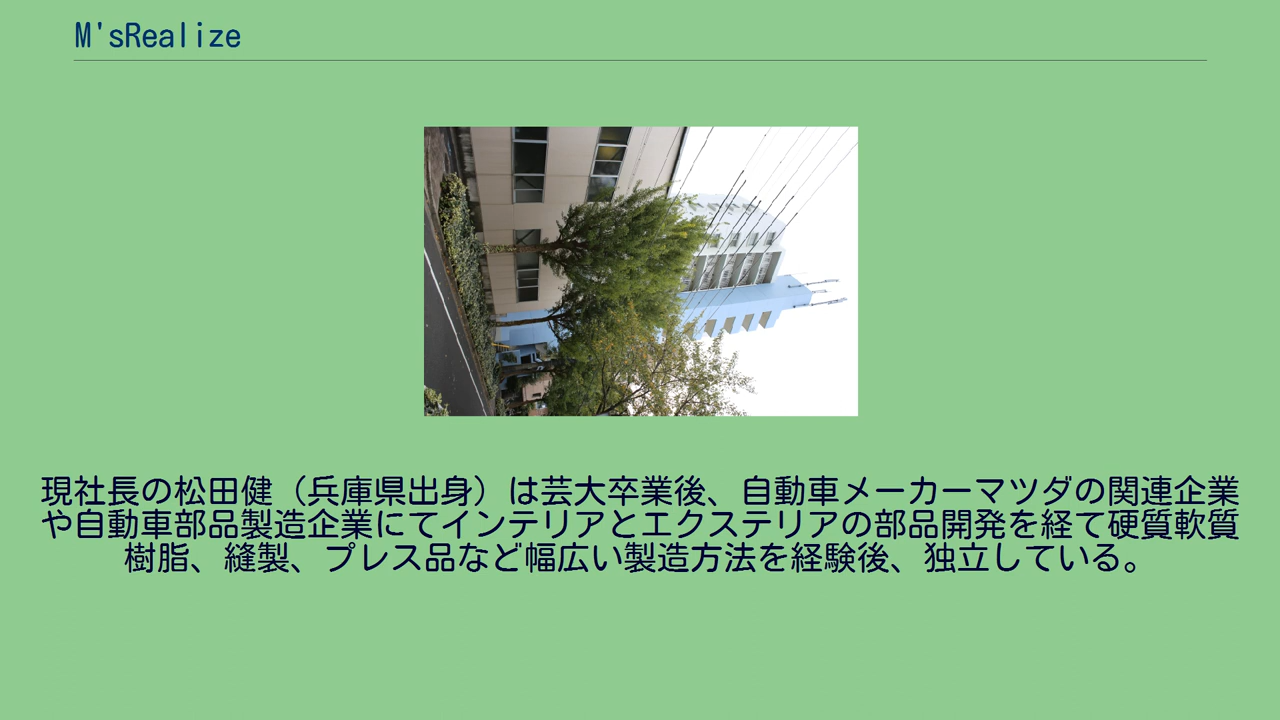 M'sRealize
現社長の松田健（兵庫県出身）は芸大卒業後、自動車メーカーマツダの関連企業
や自動車部品製造企業にてインテリアとエクステリアの部品開発を経て硬質軟質
樹脂、縫製、プレス品など幅広い製造方法を経験後、独立している。